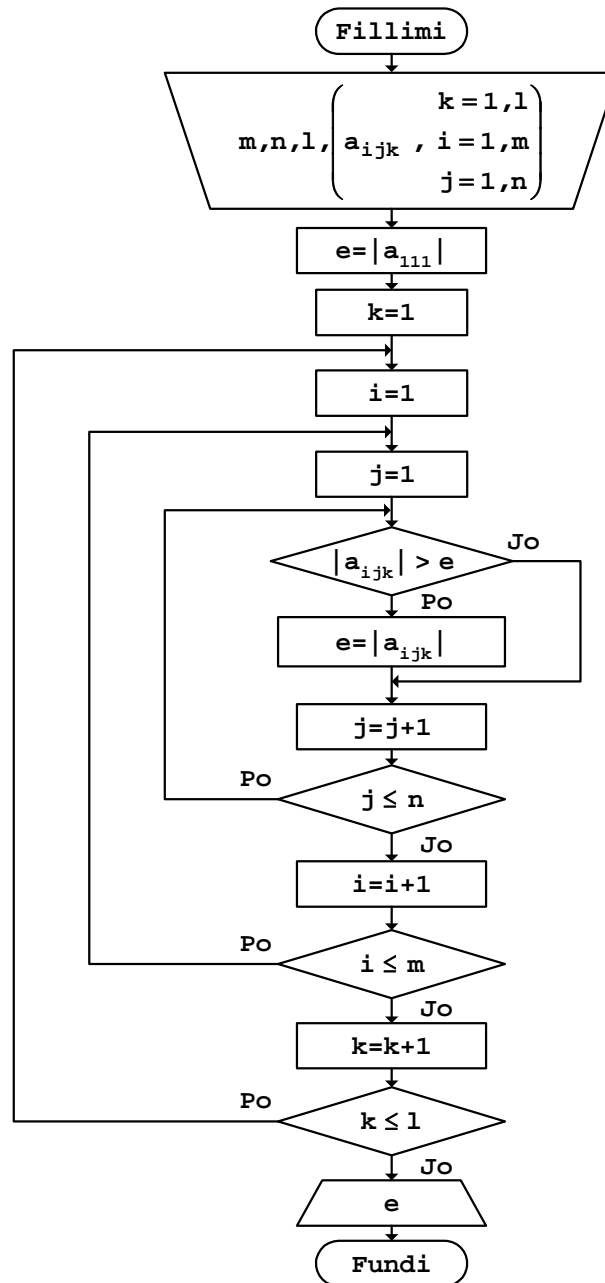 Fillimi
k = 1,l
m,n,l, a_ijk , i = 1,m
j = 1,n
e=|a_111|
k=1
i=1
j=1
Jo
|a_ijk| > e
Po
e=|a_ijk|
j=j+1
Po
j ≤ n
Jo
i=i+1
Po
i ≤ m
Jo
k=k+1
Po
k ≤ l
Jo
e
Fundi